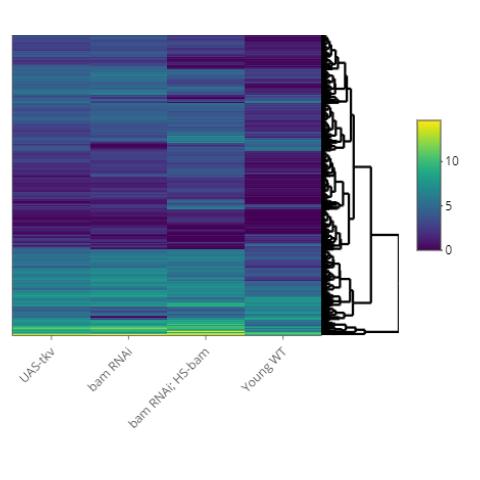 10
5
0
UAS-tkv
bam RNAi
bam RNAi; HS-bam
Young WT